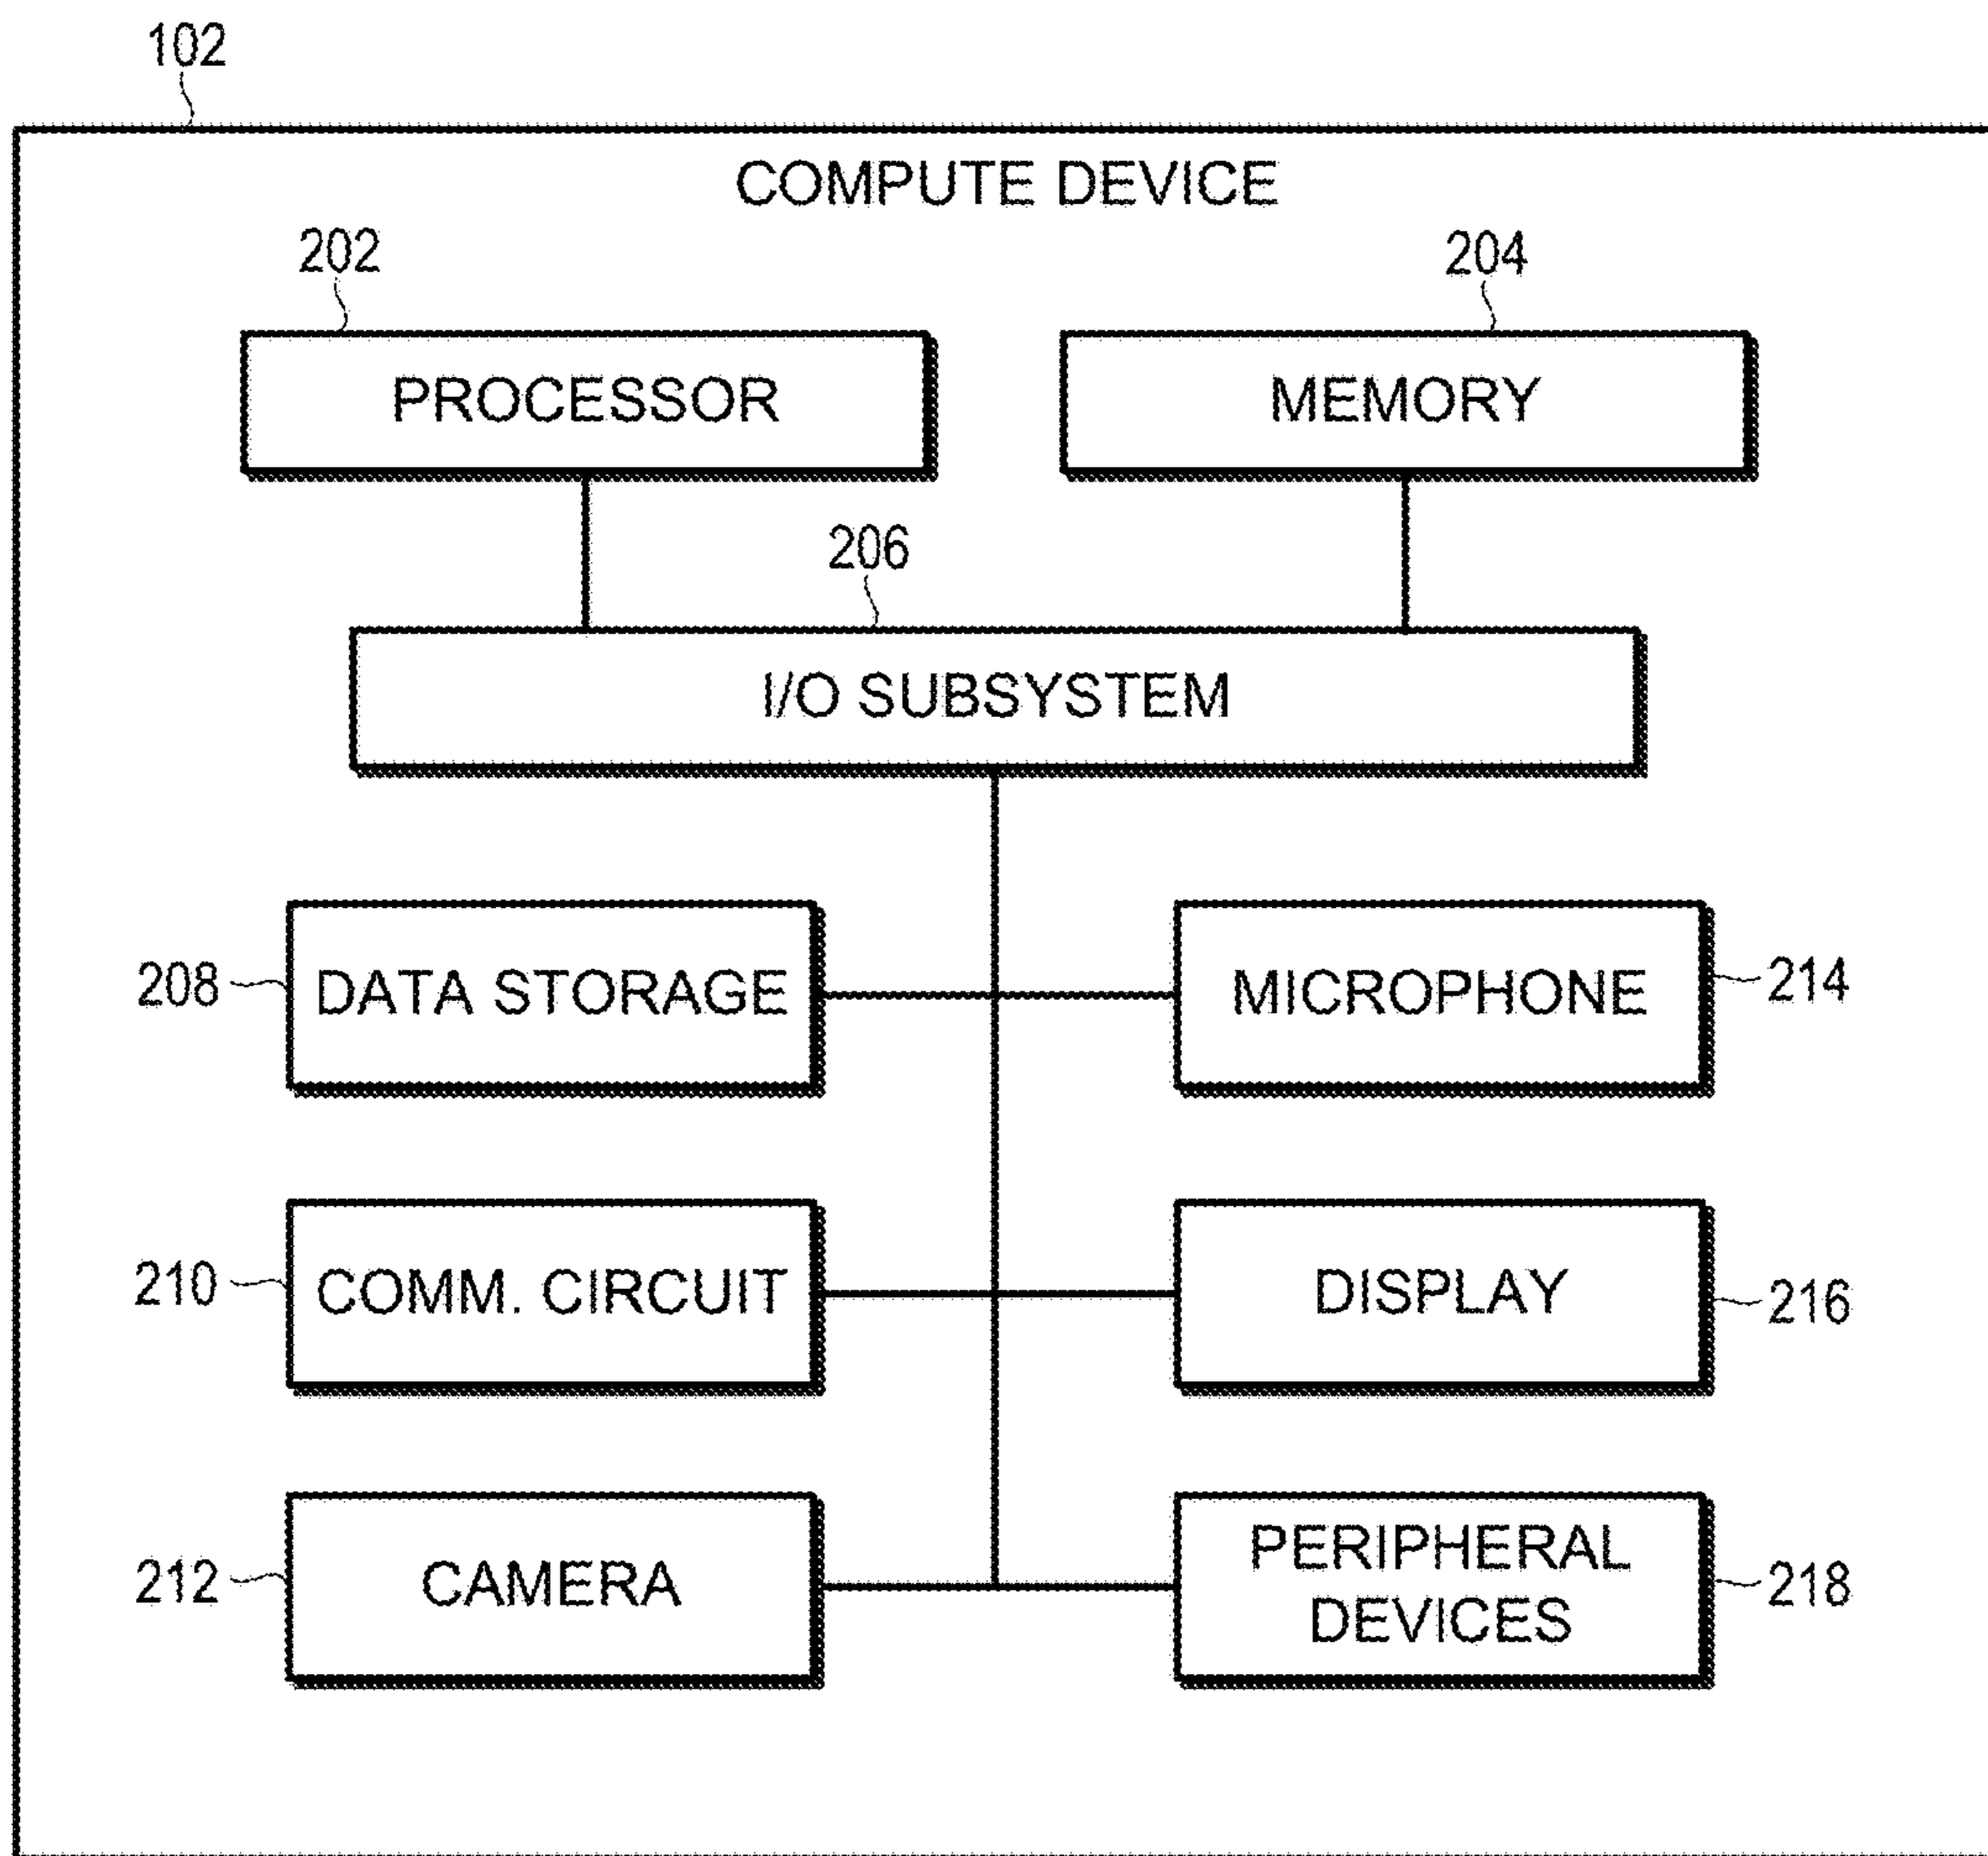 102
COMPUTE DEVICE
202
204
PROCESSOR
MEMORY
206
I/O SUBSYSTEM
208
DATA STORAGE
MICROPHONE
214
210
COMM. CIRCUIT
DISPLAY
216
212
CAMERA
PERIPHERAL
DEVICES
218